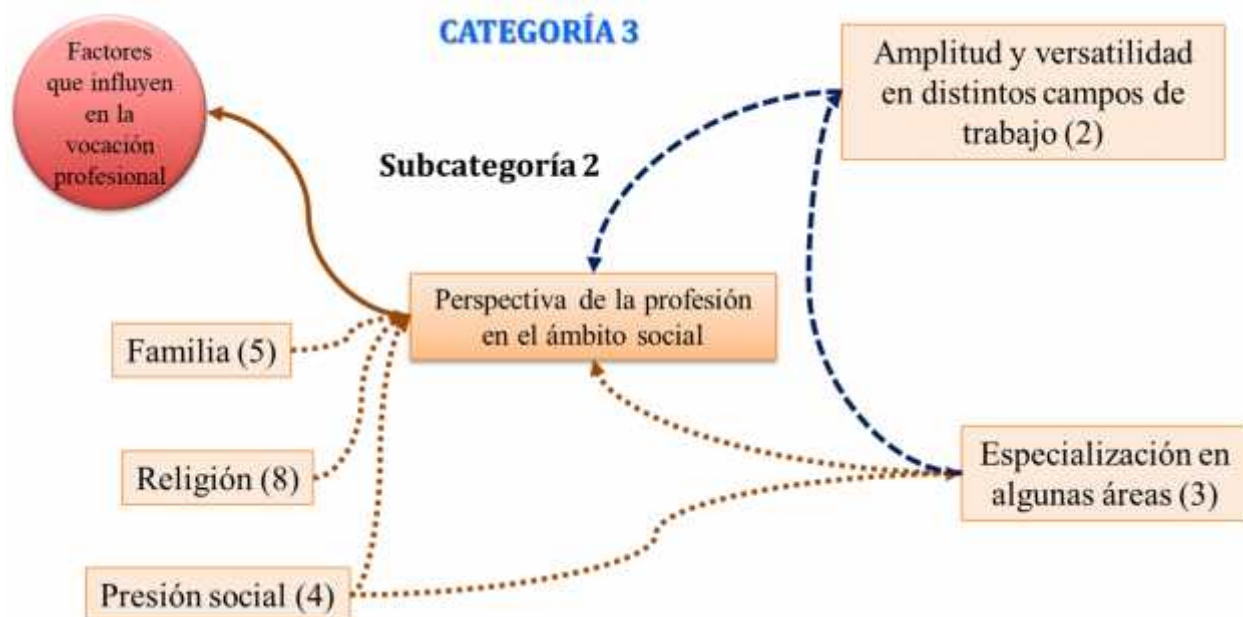 CATEGORÍA 3
Factores
que influyen
en la
vocación
profesional
Amplitud y versatilidad
en distintos campos de
trabajo (2)
Subcategoría 2
Perspectiva de la profesión
en el ámbito social
Familia (5)
Religión (8)
Especialización en
algunas áreas (3)
Presión social (4)